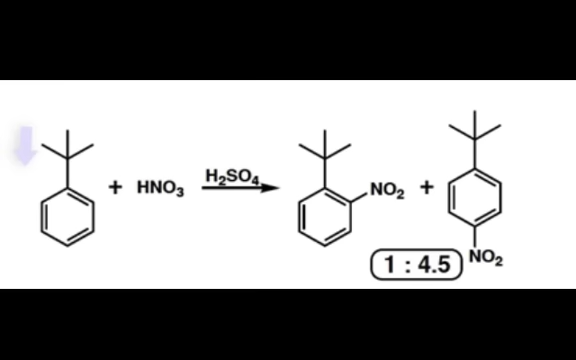 + HNO₃ H₂SO₄ NO₂ +
1 : 4.5 NO₂